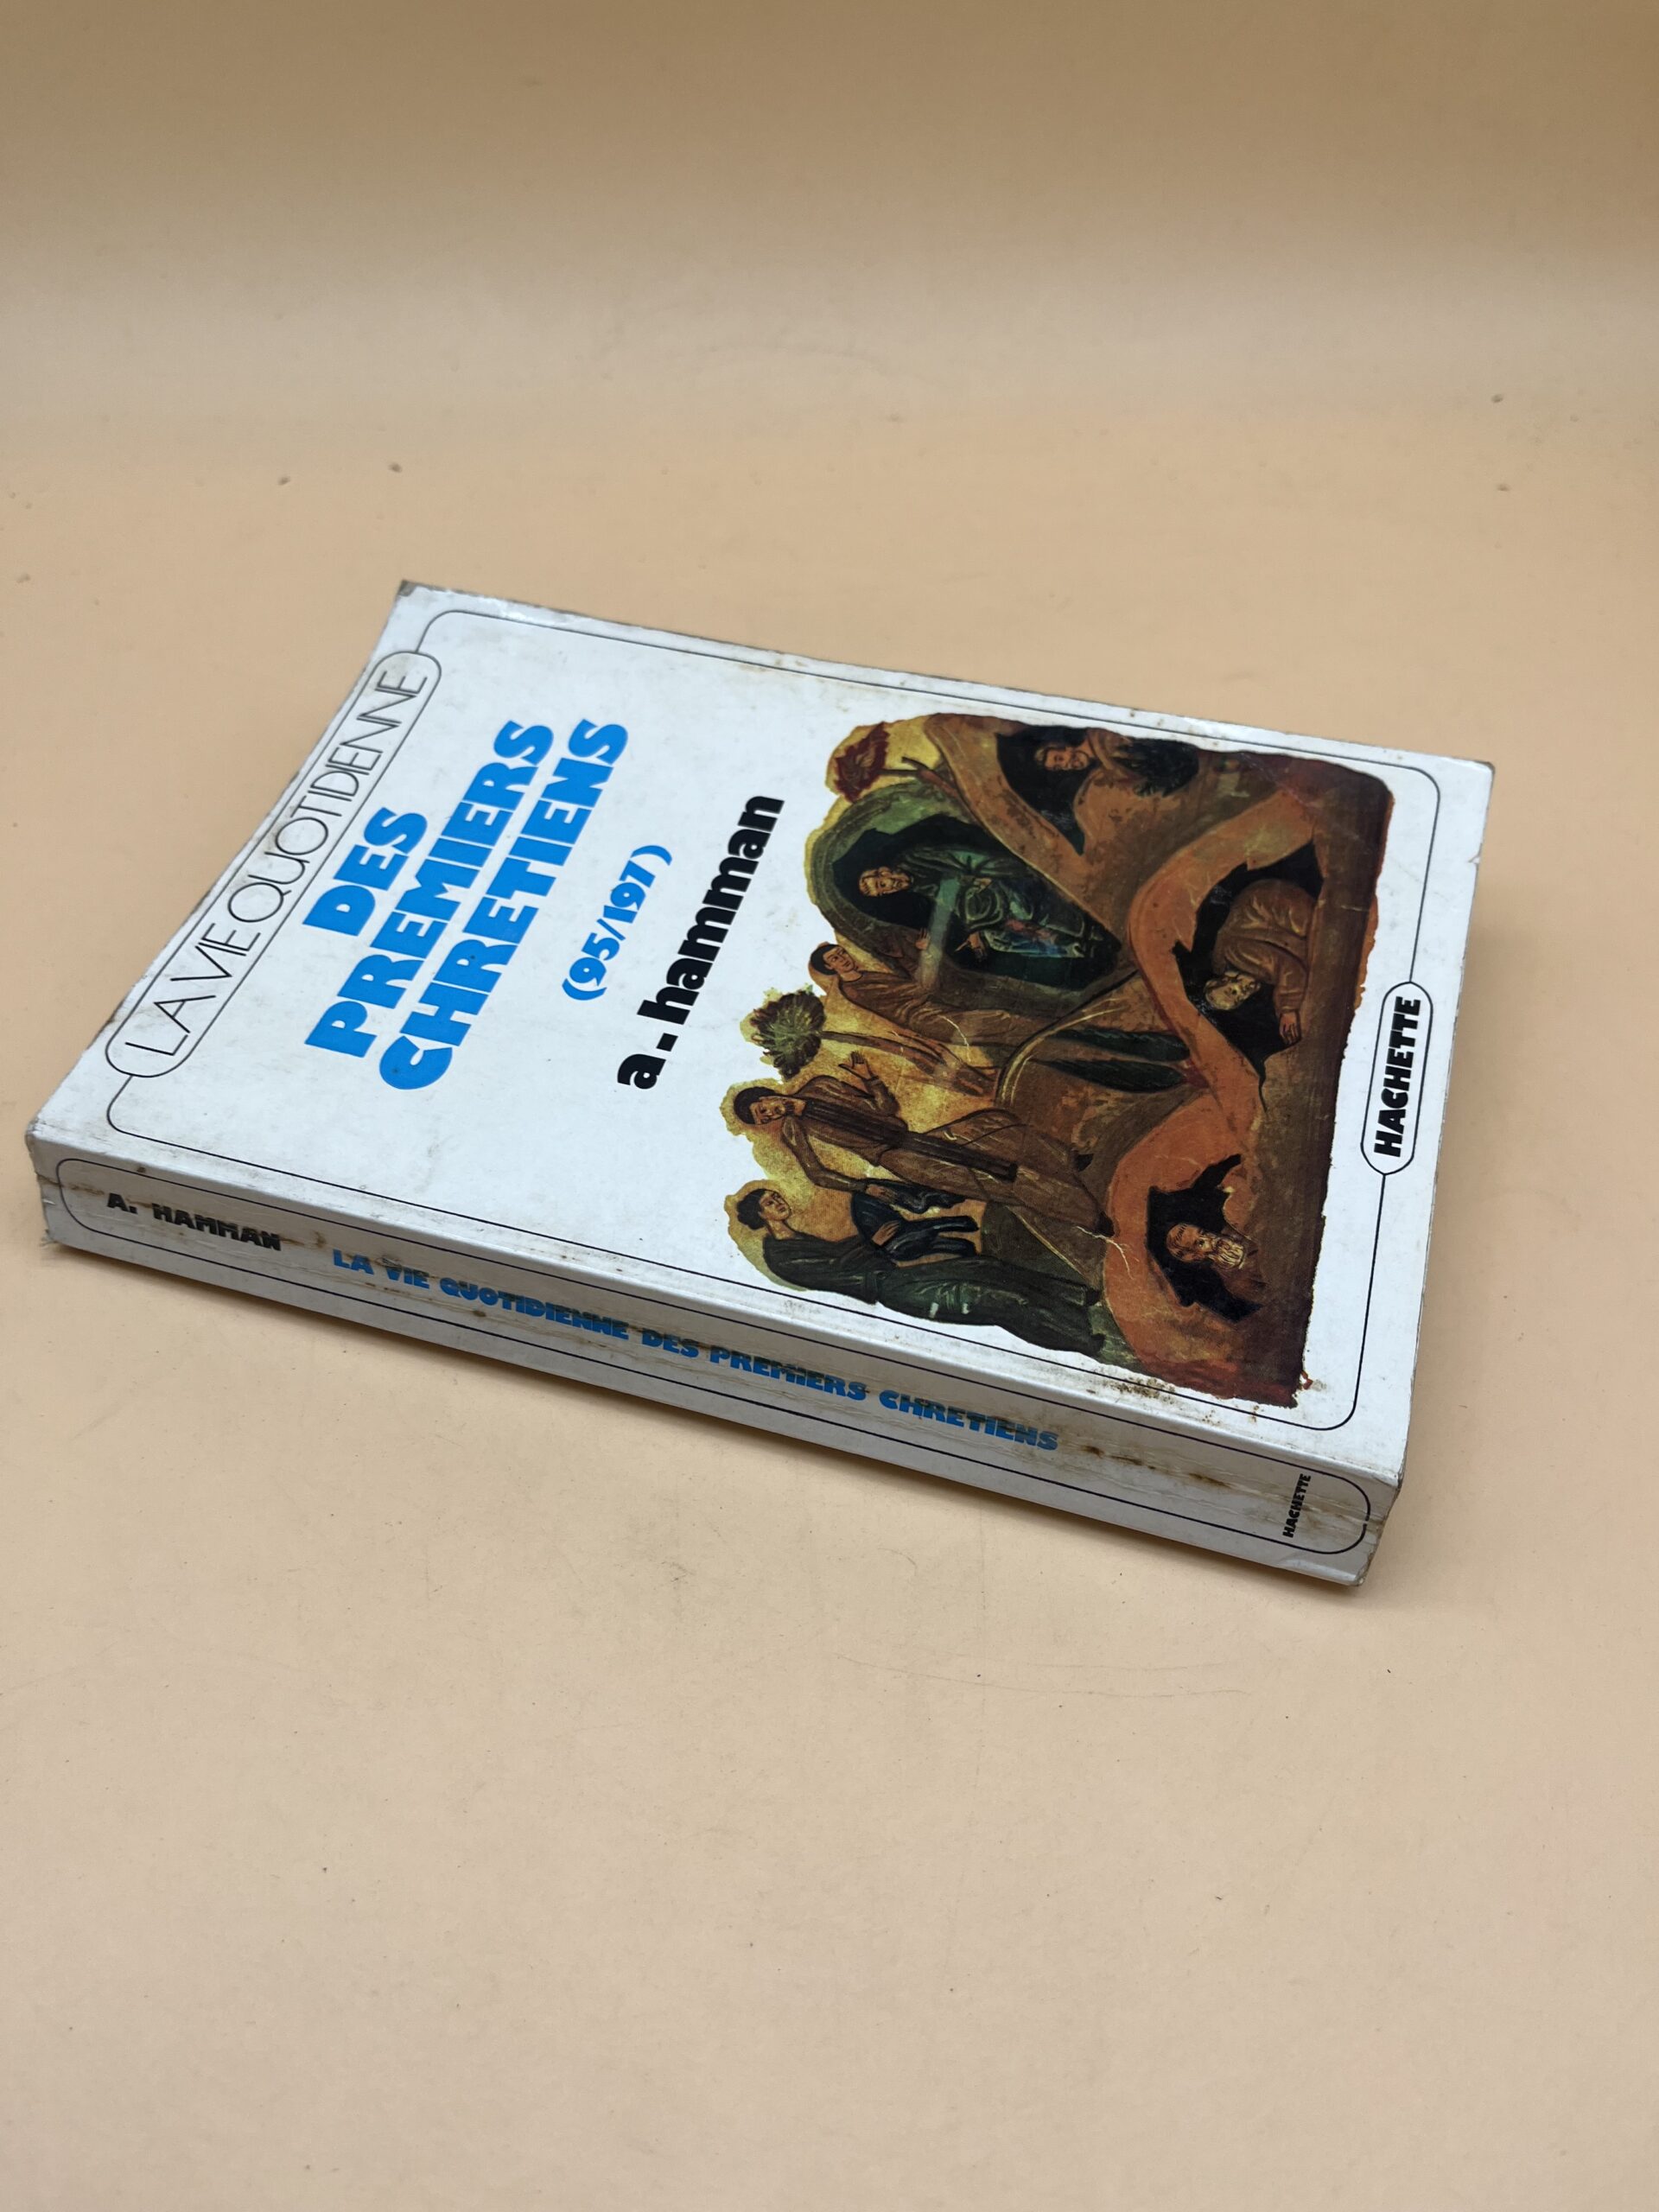 LA VIE QUOTIDIENNE
DES
PREMIERS
CHRETIENS
(95/197)
a. hamman
HACHETTE
A. HAMMAN LA VIE QUOTIDIENNE DES PREMIERS CHRETIENS HACHETTE